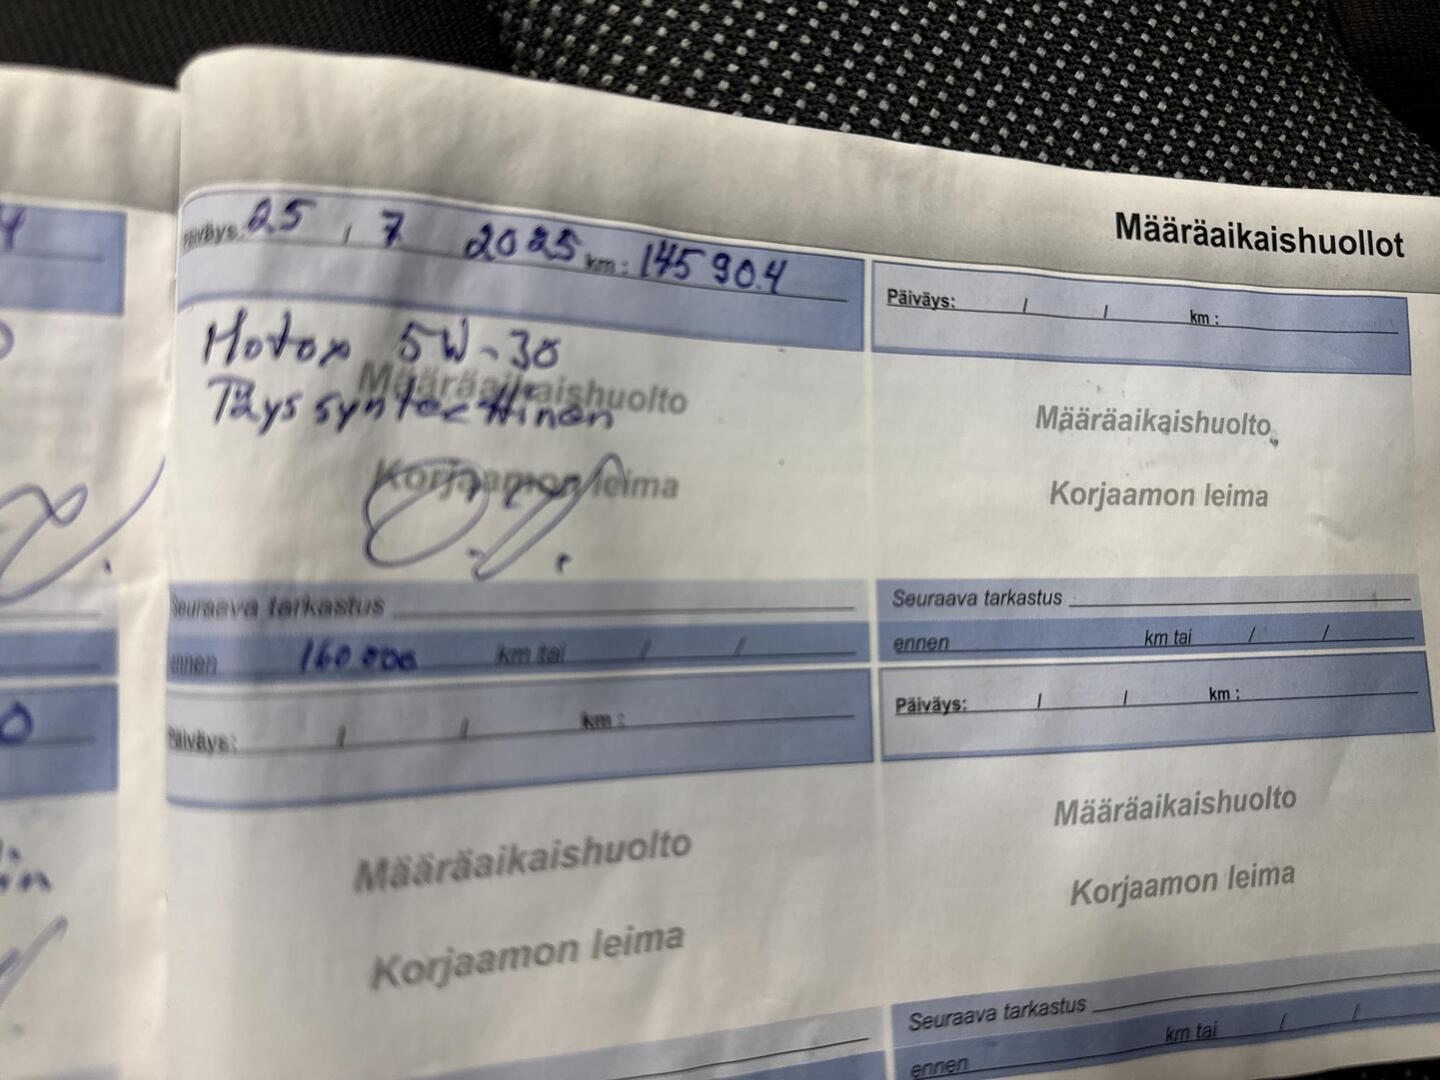 Määräaikaishuollot
Päiväys: 25 / 7 2025 km: 145 904
Motox 5W-30
Täyssynteettinen
Määräaikaishuolto
Korjaamon leima
Seuraava tarkastus
ennen 160 000 km tai / /
Päiväys: / / km:
Määräaikaishuolto
Korjaamon leima
Päiväys: / / km:
Määräaikaishuolto
Korjaamon leima
Seuraava tarkastus
ennen km tai / /
Päiväys: / / km:
Määräaikaishuolto
Korjaamon leima
Seuraava tarkastus
ennen km tai / /